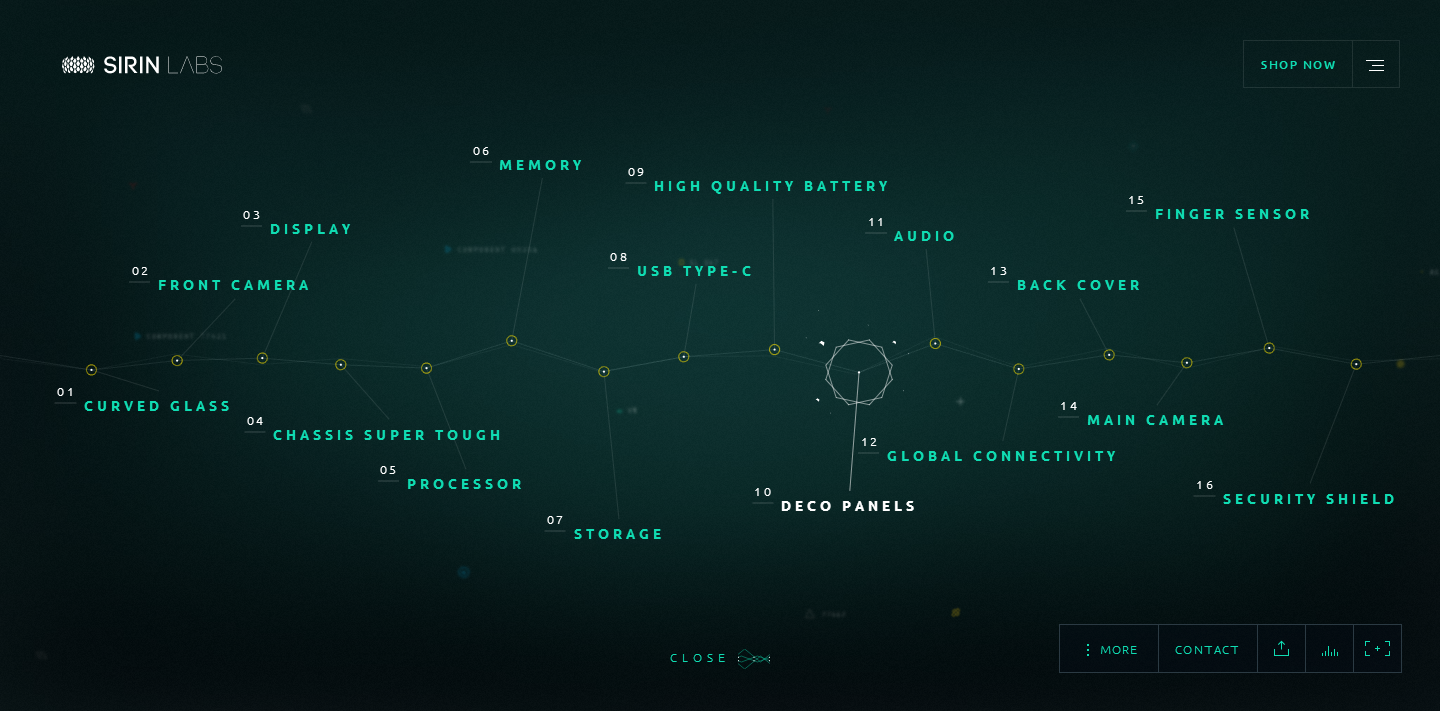 SIRIN LABS
SHOP NOW
01
CURVED GLASS
02
FRONT CAMERA
03
DISPLAY
04
CHASSIS SUPER TOUGH
05
PROCESSOR
06
MEMORY
07
STORAGE
08
USB TYPE-C
09
HIGH QUALITY BATTERY
10
DECO PANELS
11
AUDIO
12
GLOBAL CONNECTIVITY
13
BACK COVER
14
MAIN CAMERA
15
FINGER SENSOR
16
SECURITY SHIELD
CLOSE
MORE
CONTACT